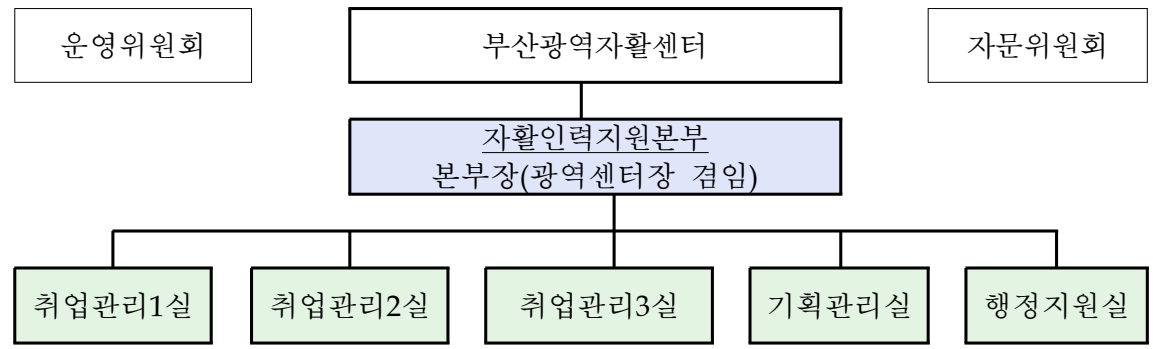 운영위원회
부산광역자활센터
자문위원회
자활인력지원본부
본부장(광역센터장 겸임)
취업관리1실
취업관리2실
취업관리3실
기획관리실
행정지원실